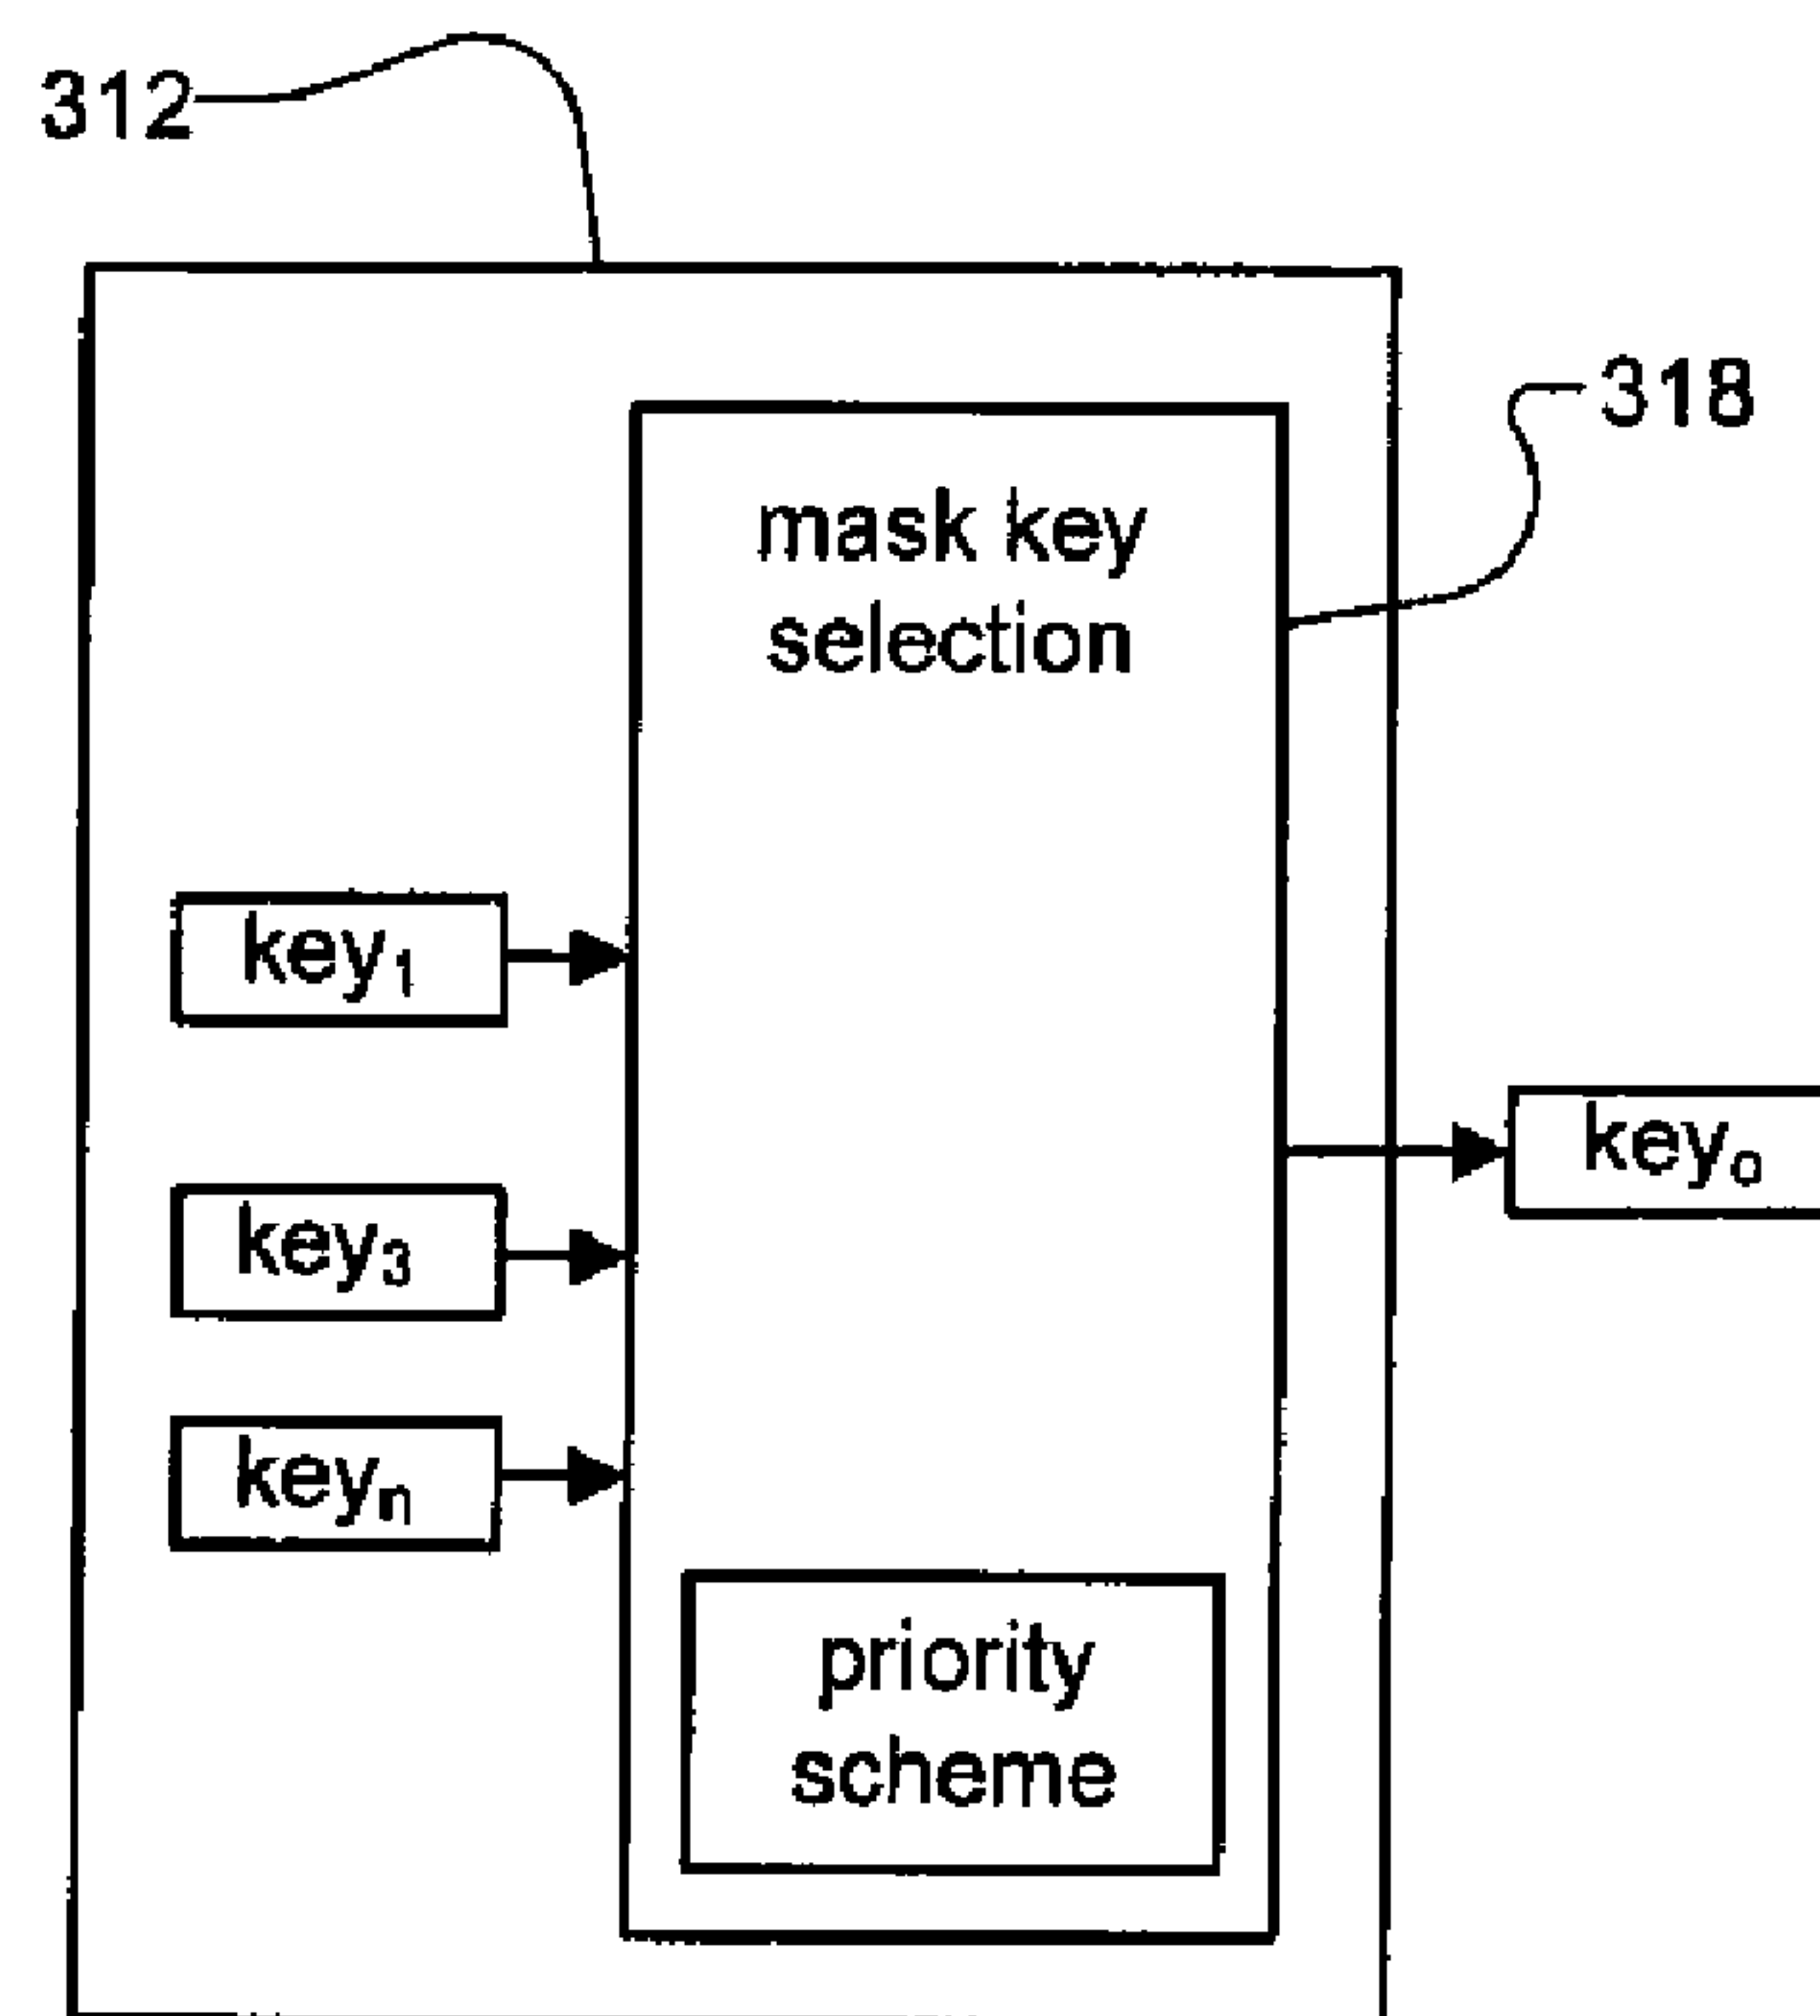 312
318
mask key
selection
key₁
key₃
keyₙ
keyₒ
priority
scheme